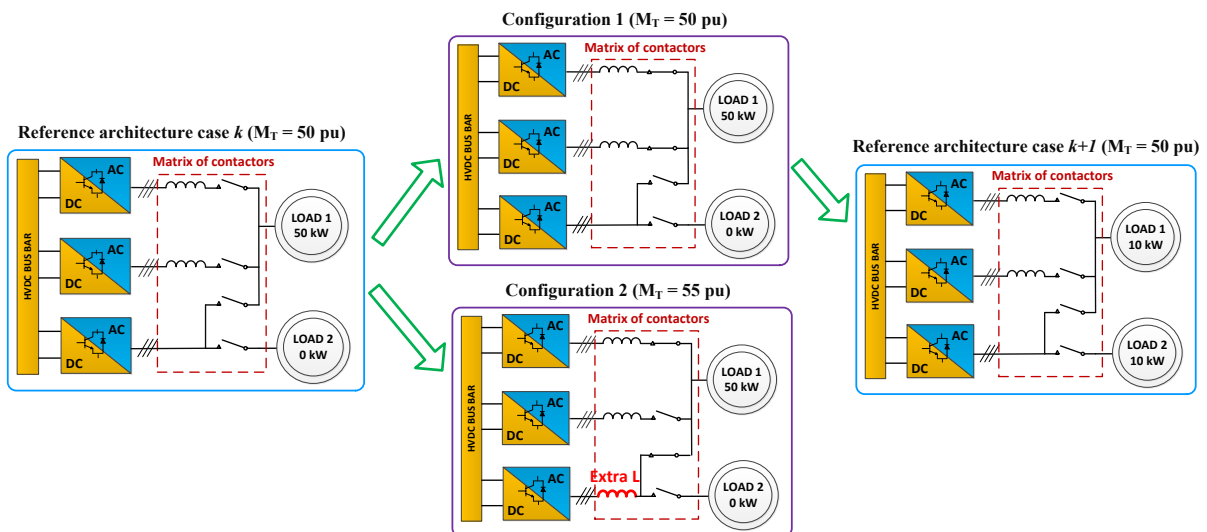 Reference architecture case k (M_T = 50 pu)
HVDC BUS BAR
AC
DC
AC
DC
AC
DC
Matrix of contactors
LOAD 1
50 kW
LOAD 2
0 kW
Configuration 1 (M_T = 50 pu)
HVDC BUS BAR
AC
DC
AC
DC
AC
DC
Matrix of contactors
LOAD 1
50 kW
LOAD 2
0 kW
Configuration 2 (M_T = 55 pu)
HVDC BUS BAR
AC
DC
AC
DC
AC
DC
Matrix of contactors
Extra L
LOAD 1
50 kW
LOAD 2
0 kW
Reference architecture case k+1 (M_T = 50 pu)
HVDC BUS BAR
AC
DC
AC
DC
AC
DC
Matrix of contactors
LOAD 1
10 kW
LOAD 2
10 kW